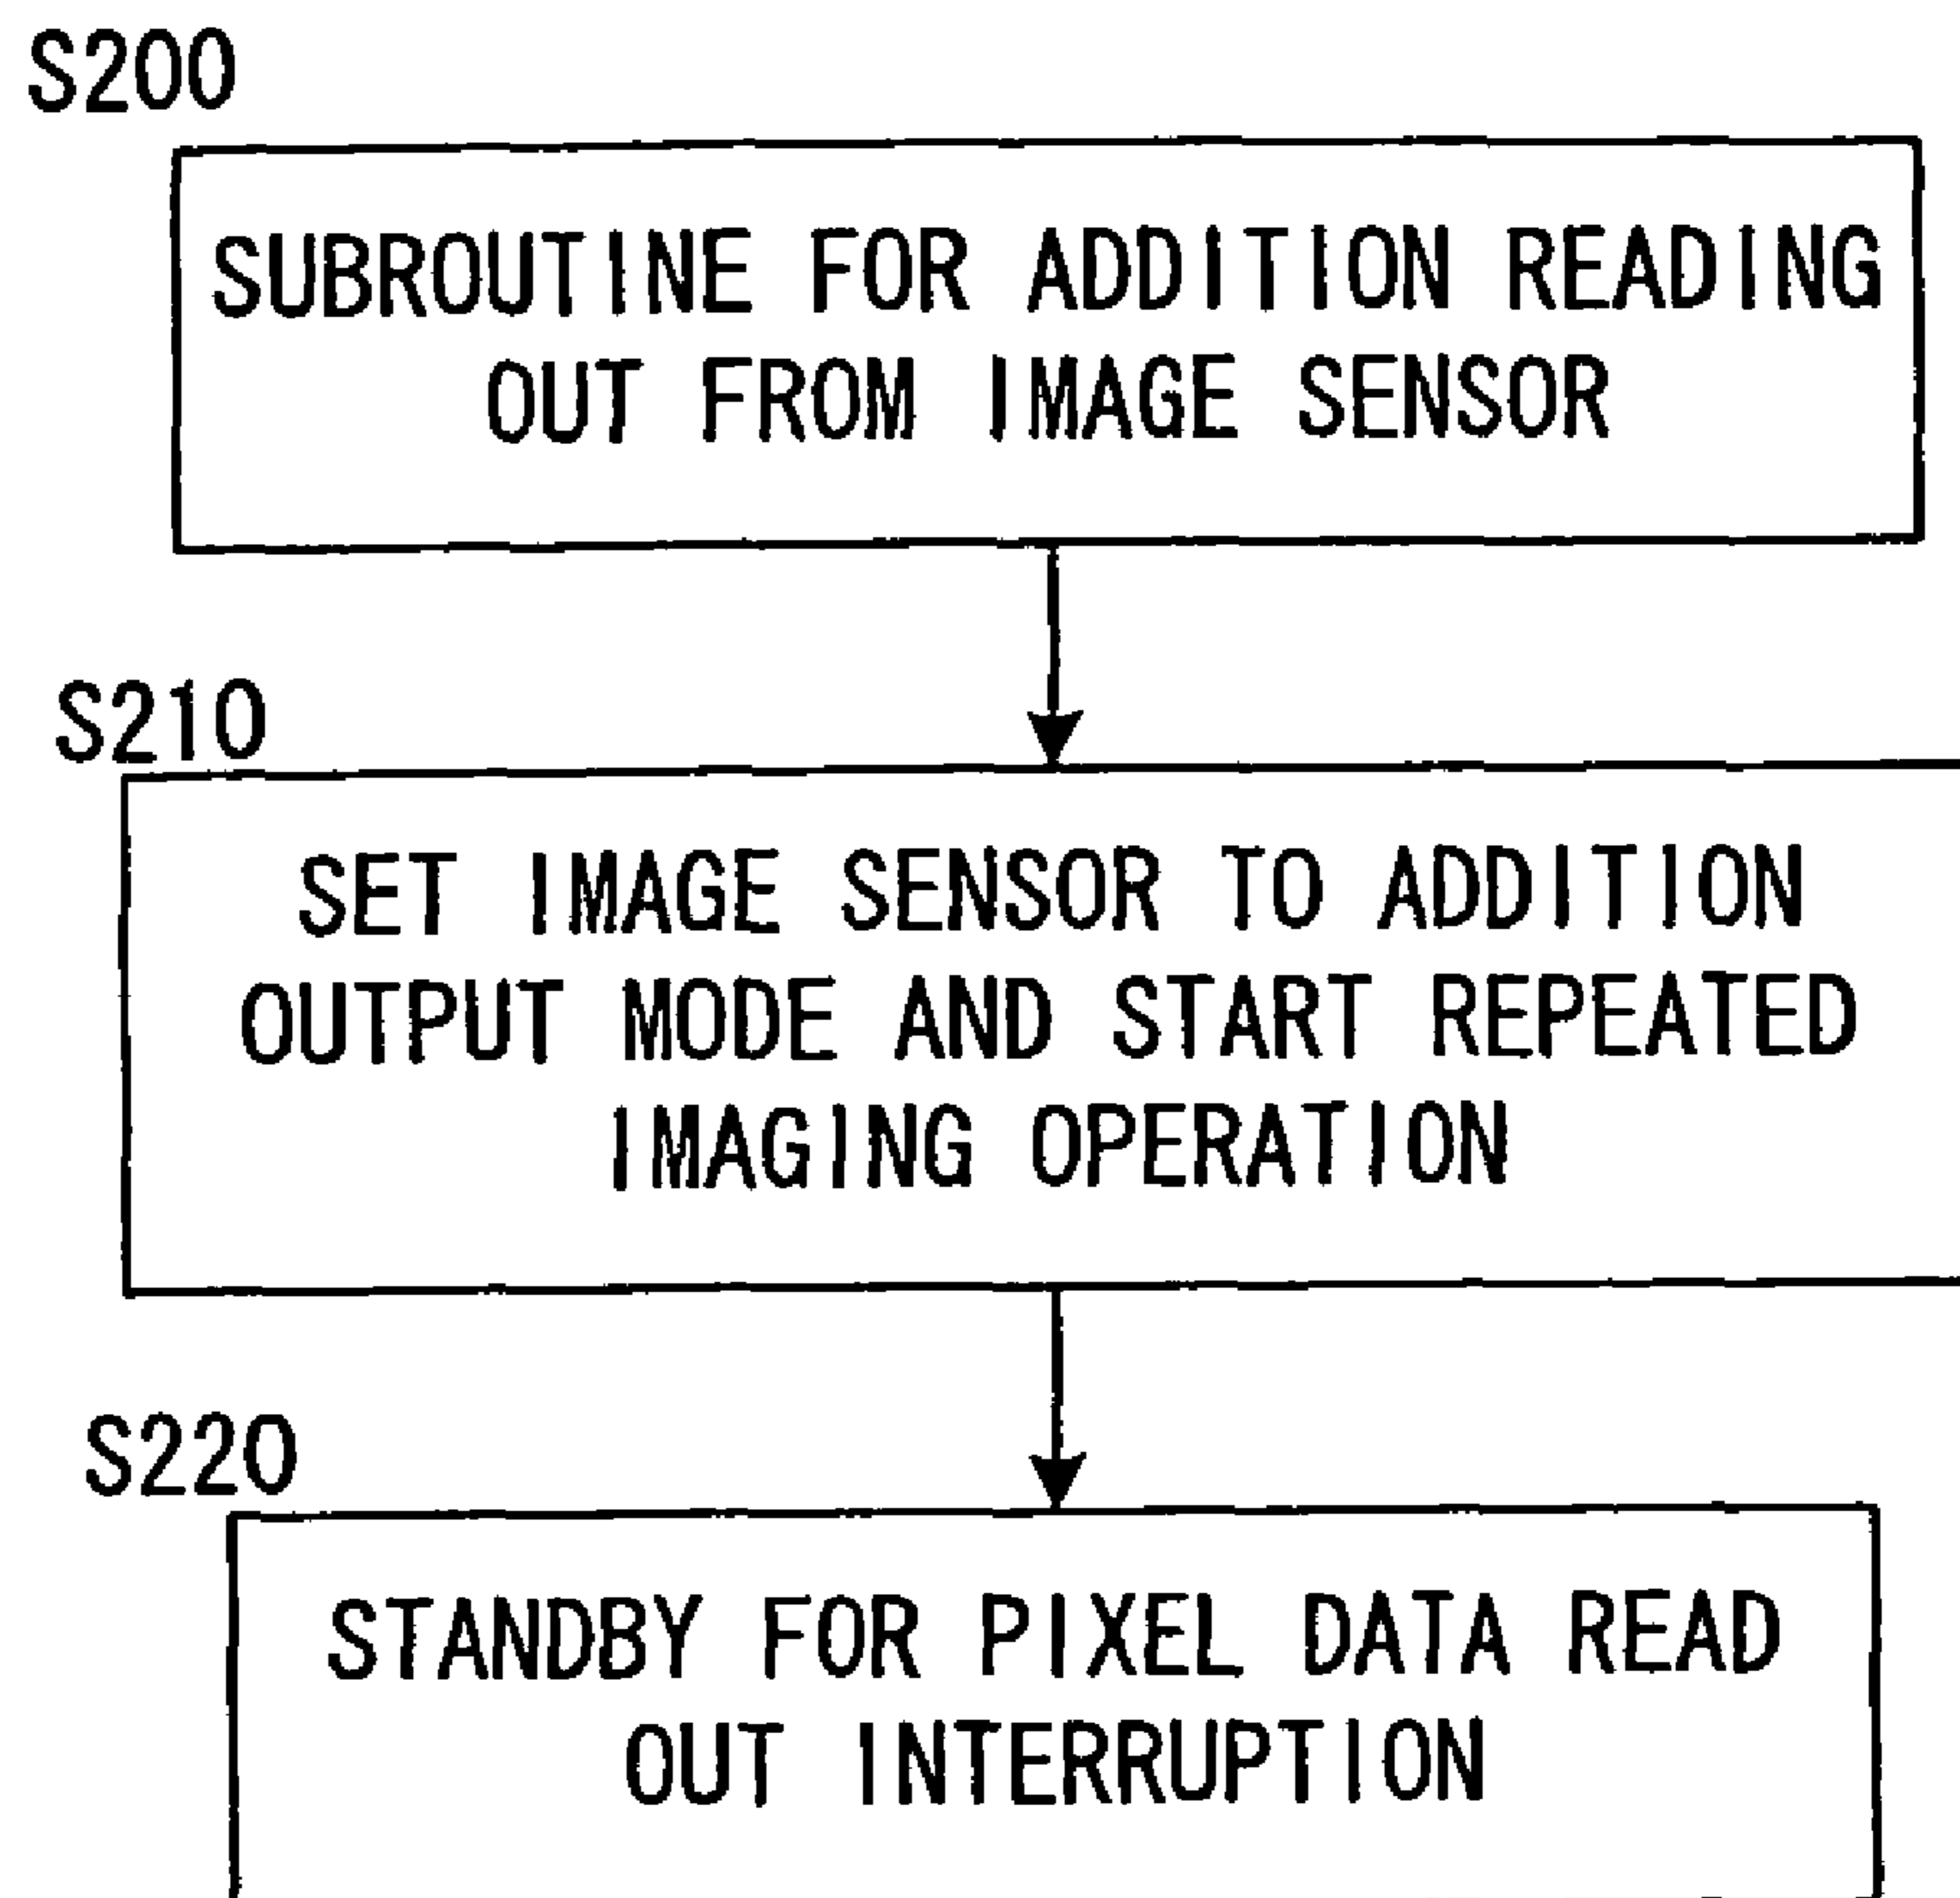 S200
SUBROUTINE FOR ADDITION READING
OUT FROM IMAGE SENSOR
S210
SET IMAGE SENSOR TO ADDITION
OUTPUT MODE AND START REPEATED
IMAGING OPERATION
S220
STANDBY FOR PIXEL DATA READ
OUT INTERRUPTION